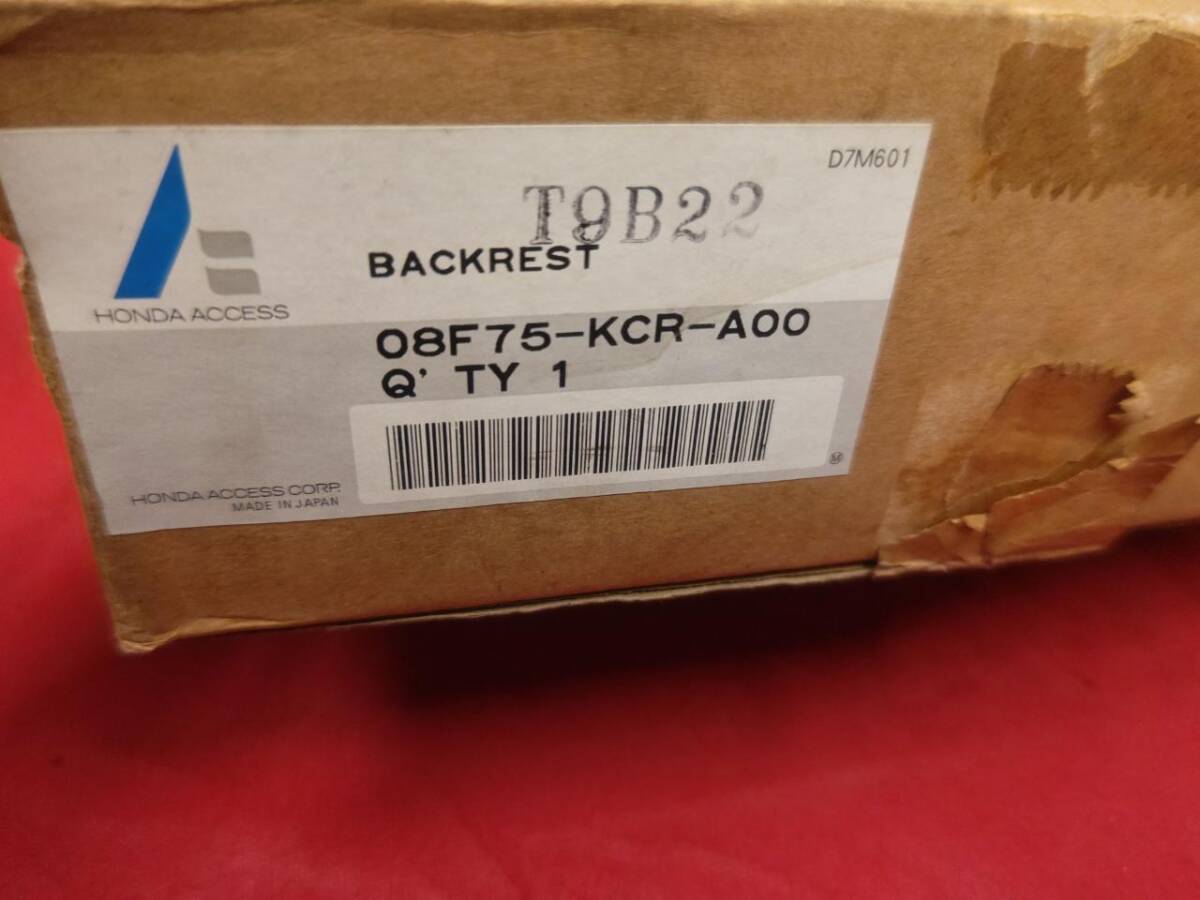 D7M601
T9B22
BACKREST
HONDA ACCESS
08F75-KCR-A00
Q' TY 1
HONDA ACCESS CORP.
MADE IN JAPAN
M